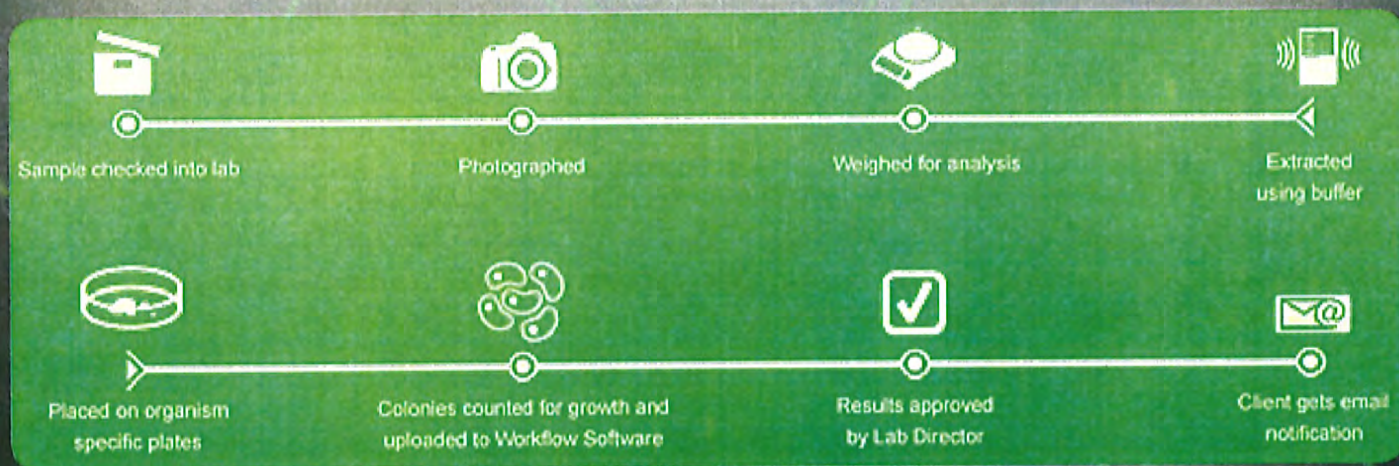 Sample checked into lab
Photographed
Weighed for analysis
Extracted
using buffer
Placed on organism
specific plates
Colonies counted for growth and
uploaded to Workflow Software
Results approved
by Lab Director
Client gets email
notification